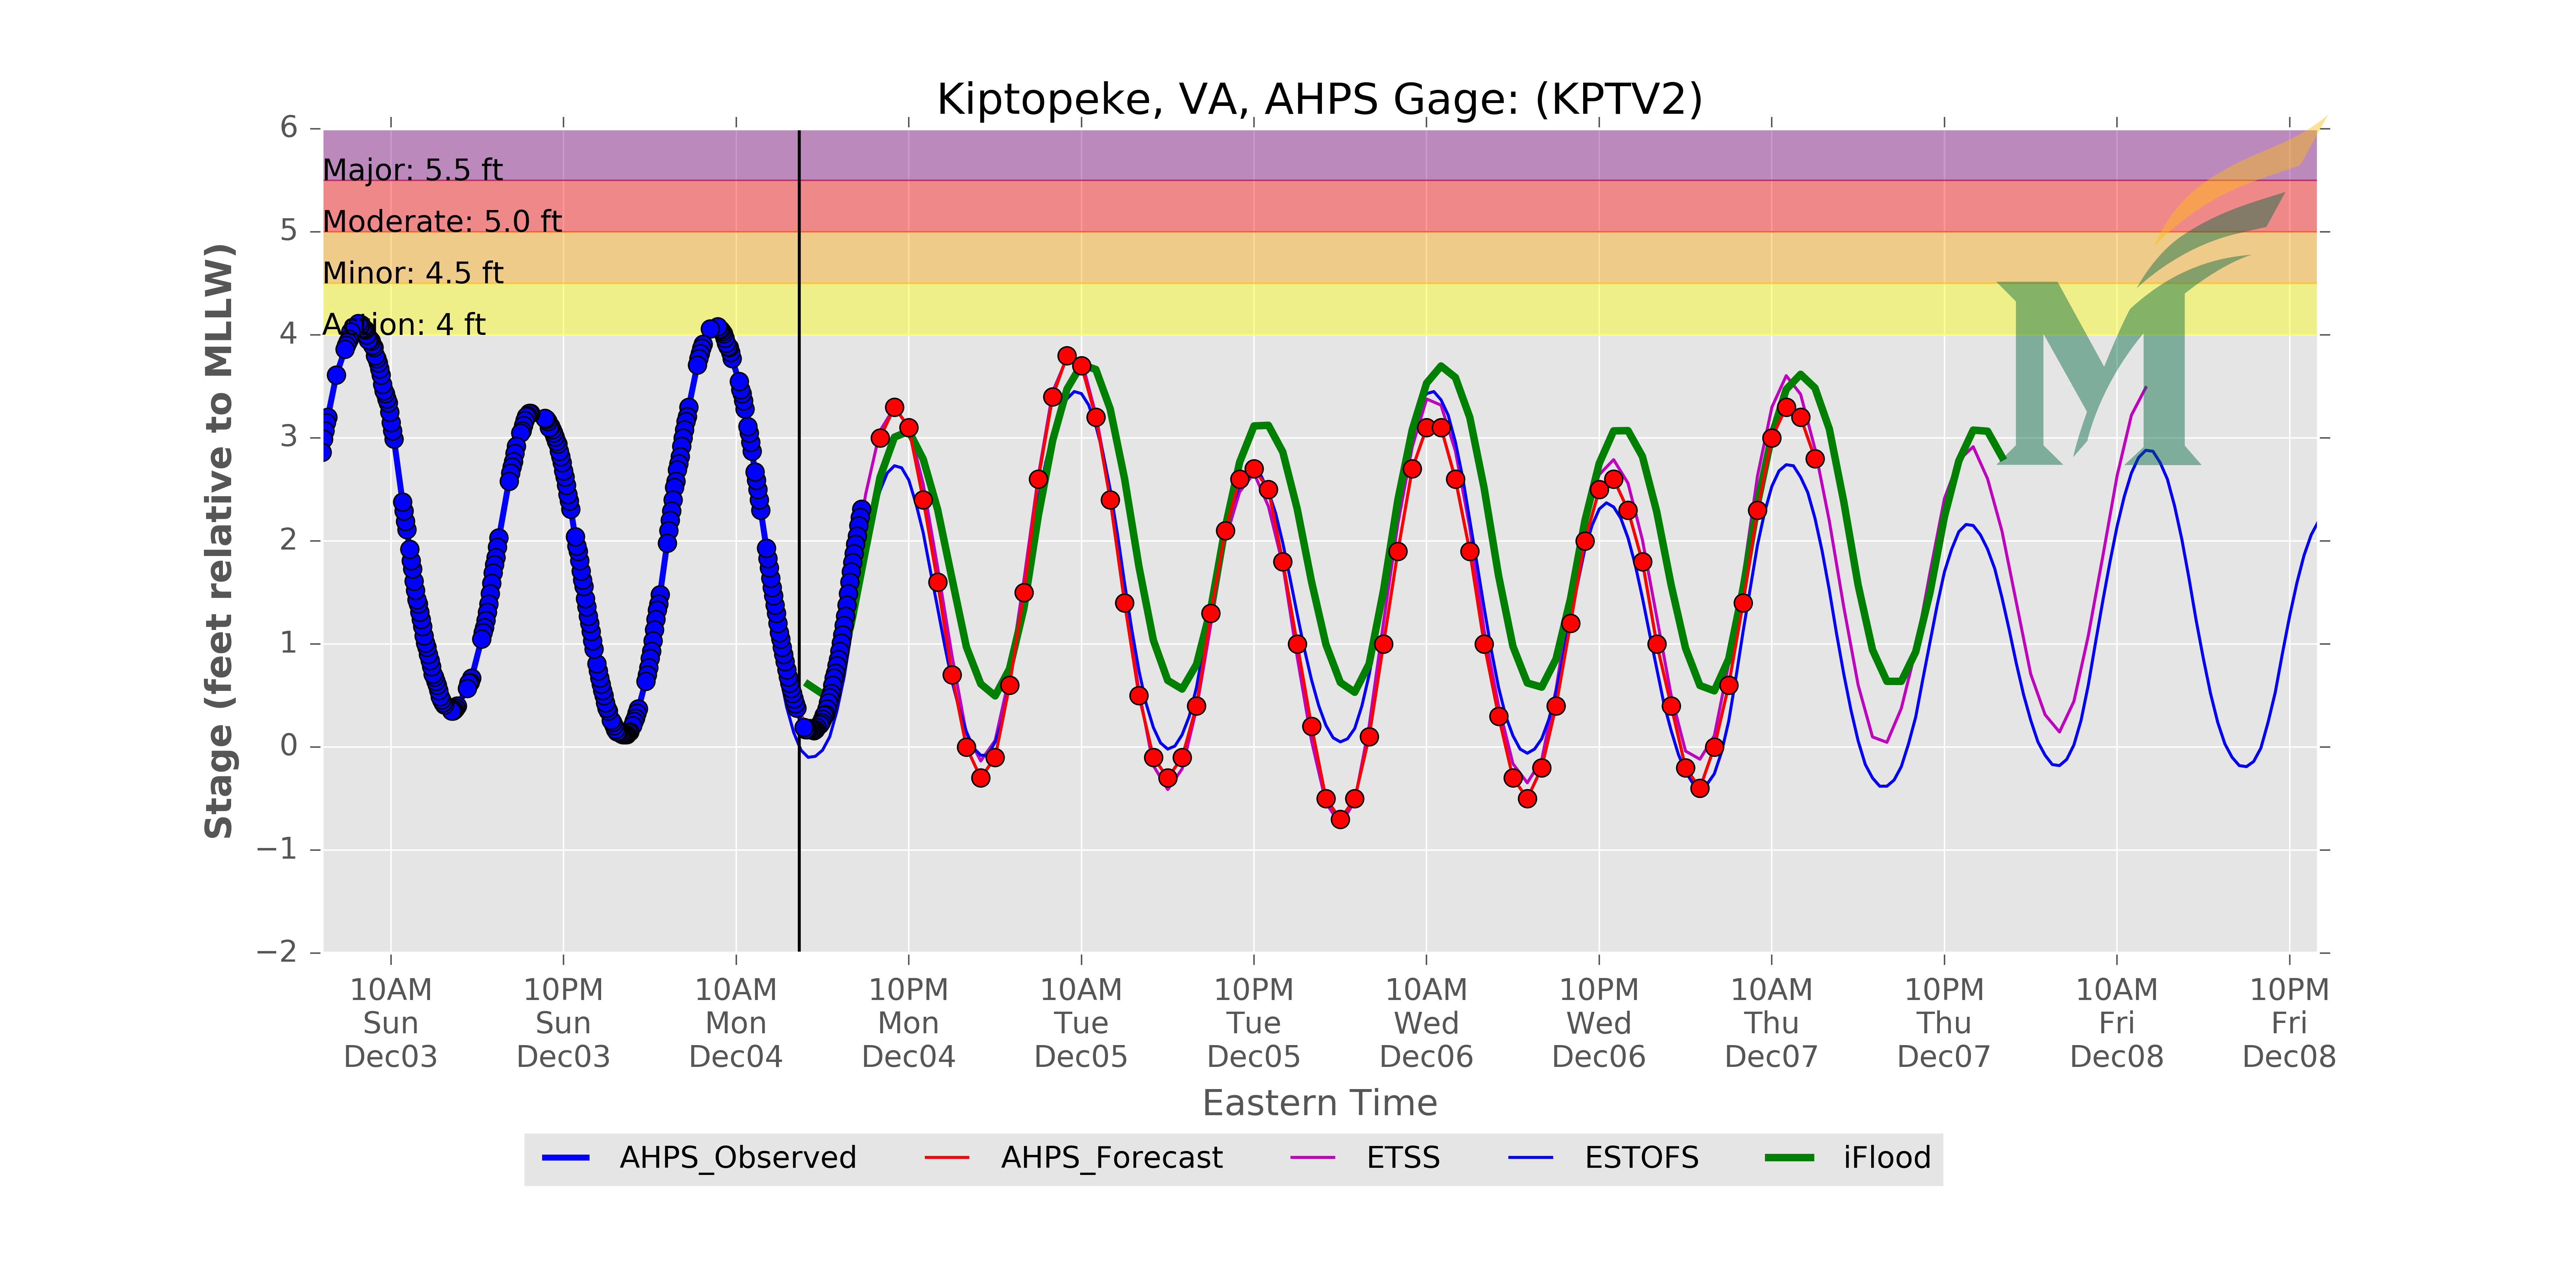 Kiptopeke, VA, AHPS Gage: (KPTV2)
6
5
4
3
2
1
0
−1
−2
Stage (feet relative to MLLW)
Major: 5.5 ft
Moderate: 5.0 ft
Minor: 4.5 ft
Action: 4 ft
M
10AM
Sun
Dec03
10PM
Sun
Dec03
10AM
Mon
Dec04
10PM
Mon
Dec04
10AM
Tue
Dec05
10PM
Tue
Dec05
10AM
Wed
Dec06
10PM
Wed
Dec06
10AM
Thu
Dec07
10PM
Thu
Dec07
10AM
Fri
Dec08
10PM
Fri
Dec08
Eastern Time
AHPS_Observed
AHPS_Forecast
ETSS
ESTOFS
iFlood